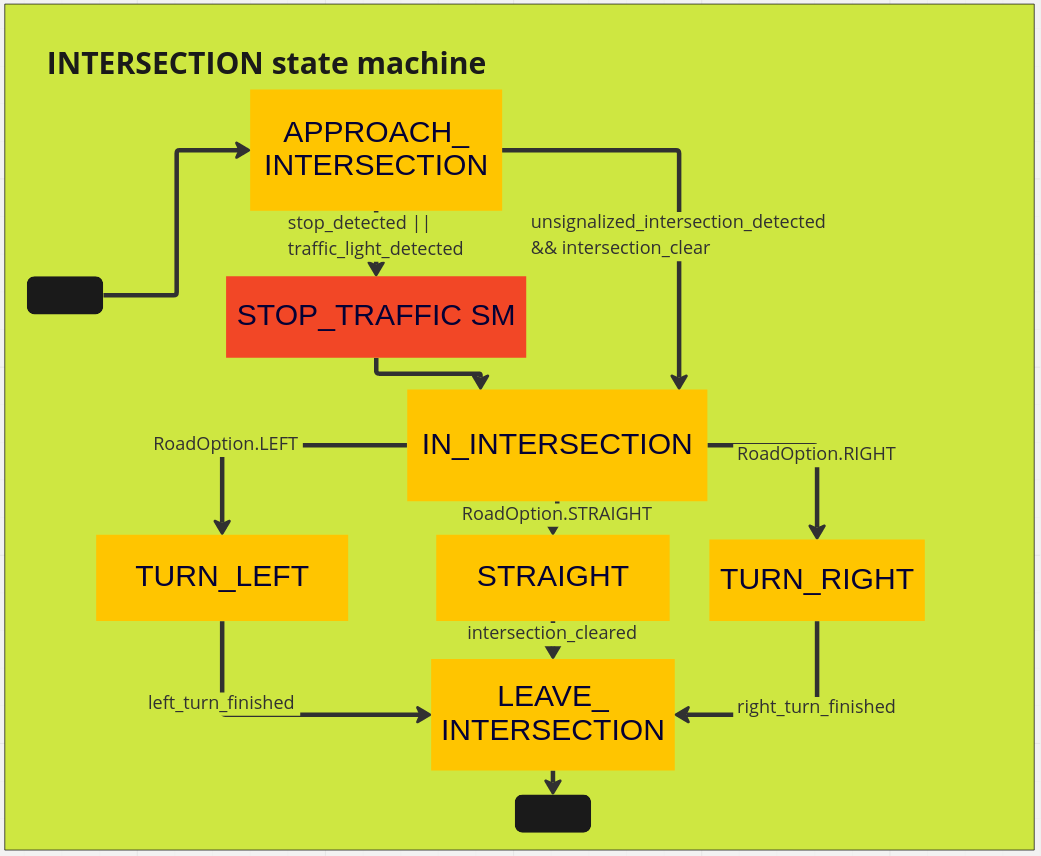 INTERSECTION state machine
APPROACH_
INTERSECTION
stop_detected ||
traffic_light_detected
unsignalized_intersection_detected
&& intersection_clear
STOP_TRAFFIC SM
IN_INTERSECTION
RoadOption.LEFT
RoadOption.RIGHT
RoadOption.STRAIGHT
TURN_LEFT
STRAIGHT
TURN_RIGHT
intersection_cleared
left_turn_finished
LEAVE_
INTERSECTION
right_turn_finished